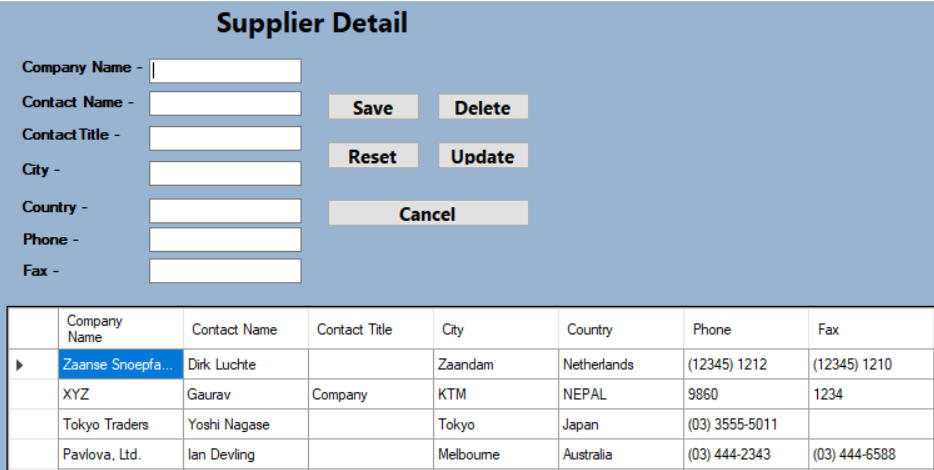 Supplier Detail
Company Name -
Contact Name -
Save Delete
Contact Title -
Reset Update
City -
Country -
Cancel
Phone -
Fax -
Company Name Contact Name Contact Title City Country Phone Fax
Zaanse Snoepfa... Dirk Luchte Zaandam Netherlands (12345) 1212 (12345) 1210
XYZ Gaurav Company KTM NEPAL 9860 1234
Tokyo Traders Yoshi Nagase Tokyo Japan (03) 3555-5011
Pavlova, Ltd. Ian Devling Melbourne Australia (03) 444-2343 (03) 444-6588